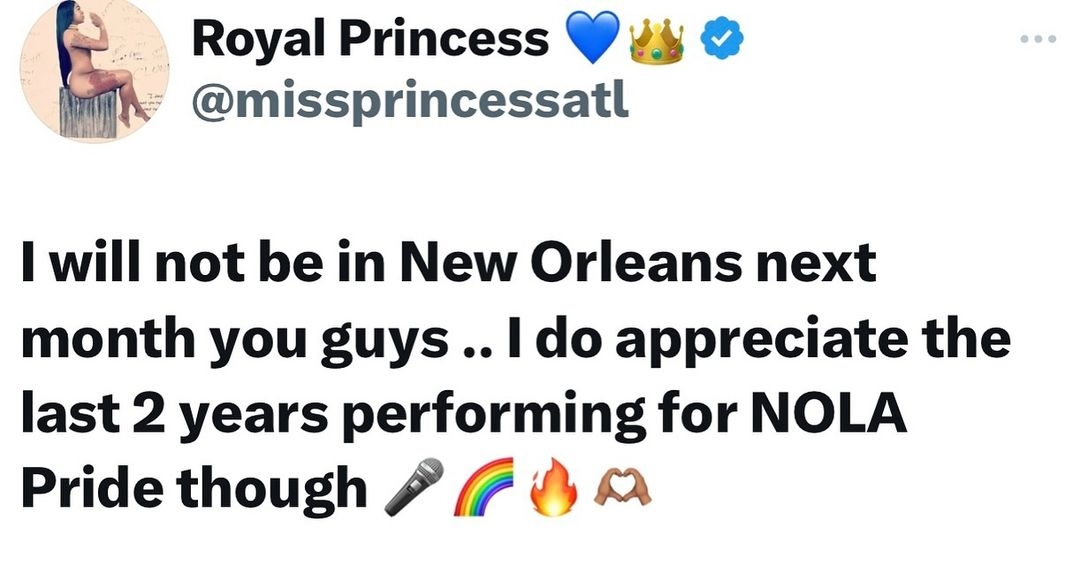 Royal Princess 💙👑
@missprincessatl
I will not be in New Orleans next
month you guys .. I do appreciate the
last 2 years performing for NOLA
Pride though 🎤🌈🔥🫶🏽